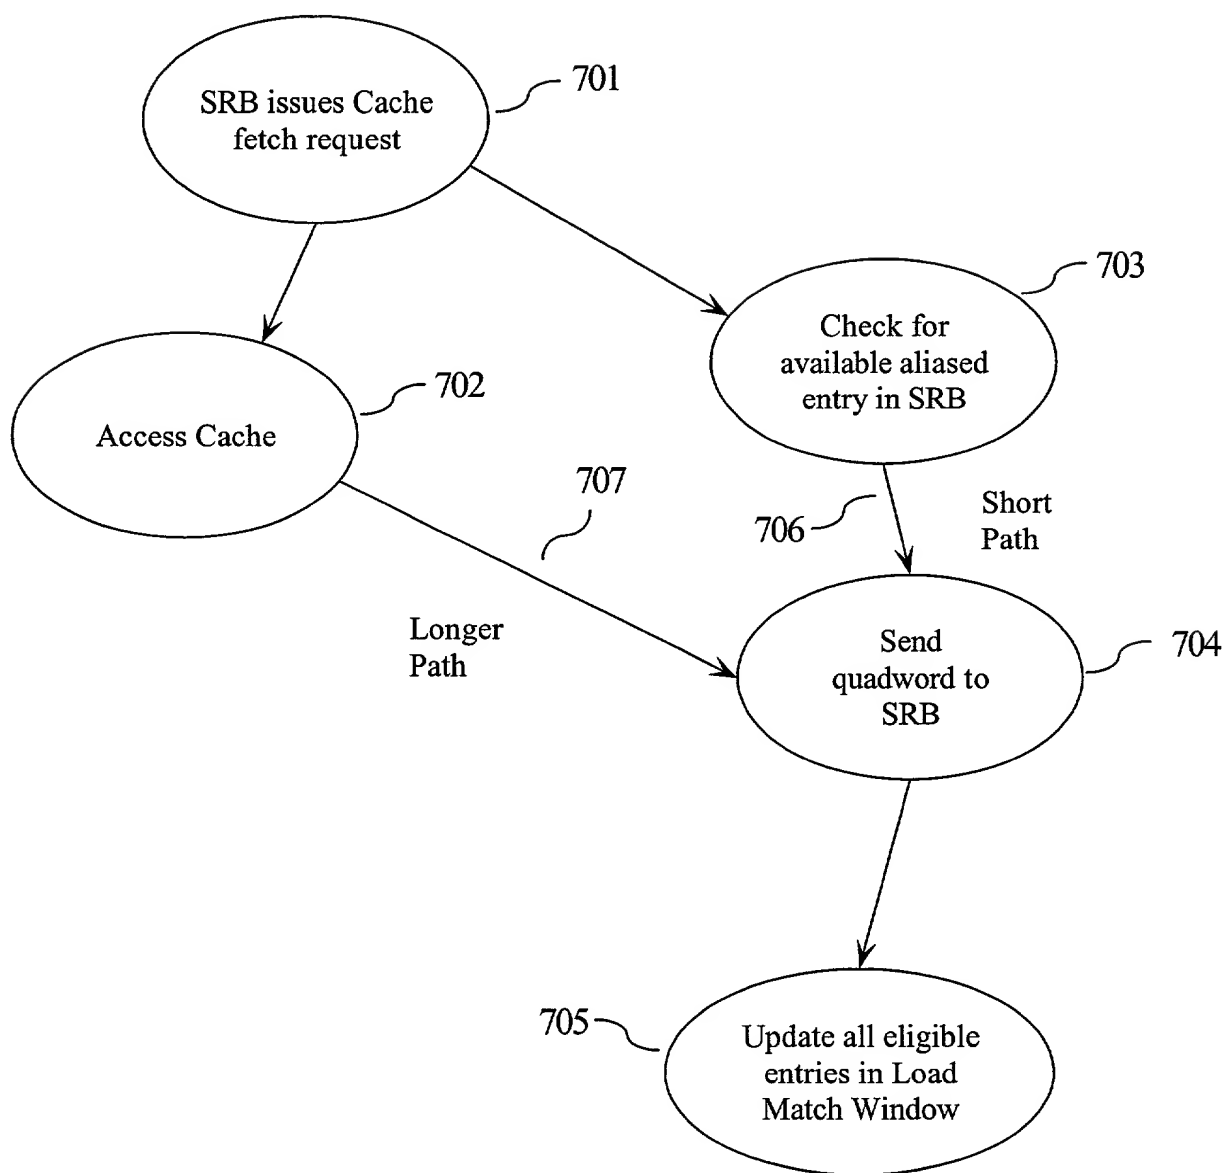 701
SRB issues Cache
fetch request
703
Check for
available aliased
entry in SRB
702
Access Cache
707
706
Short
Path
Longer
Path
Send
quadword to
SRB
704
705
Update all eligible
entries in Load
Match Window